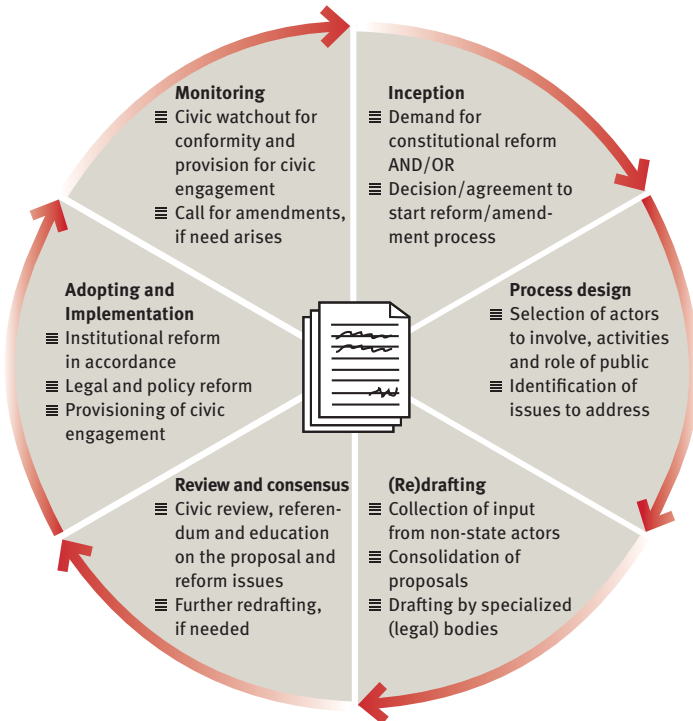 Monitoring
Civic watchout for
conformity and
provision for civic
engagement
Call for amendments,
if need arises
Inception
Demand for
constitutional reform
AND/OR
Decision/agreement to
start reform/amend-
ment process
Process design
Selection of actors
to involve, activities
and role of public
Identification of
issues to address
(Re)drafting
Collection of input
from non-state actors
Consolidation of
proposals
Drafting by specialized
(legal) bodies
Review and consensus
Civic review, referen-
dum and education
on the proposal and
reform issues
Further redrafting,
if needed
Adopting and
Implementation
Institutional reform
in accordance
Legal and policy reform
Provisioning of civic
engagement